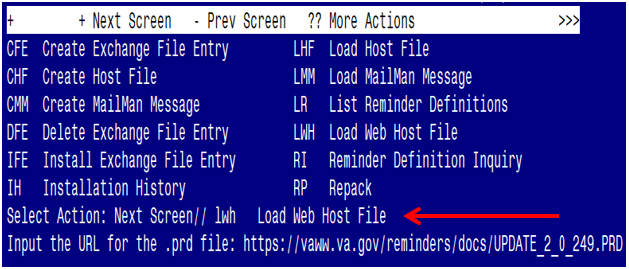 + + Next Screen - Prev Screen ?? More Actions >>>
CFE Create Exchange File Entry LHF Load Host File
CHF Create Host File LMM Load MailMan Message
CMM Create MailMan Message LR List Reminder Definitions
DFE Delete Exchange File Entry LWH Load Web Host File
IFE Install Exchange File Entry RI Reminder Definition Inquiry
IH Installation History RP Repack
Select Action: Next Screen// lwh Load Web Host File
Input the URL for the .prd file: https://vaww.va.gov/reminders/docs/UPDATE_2_0_249.PRD